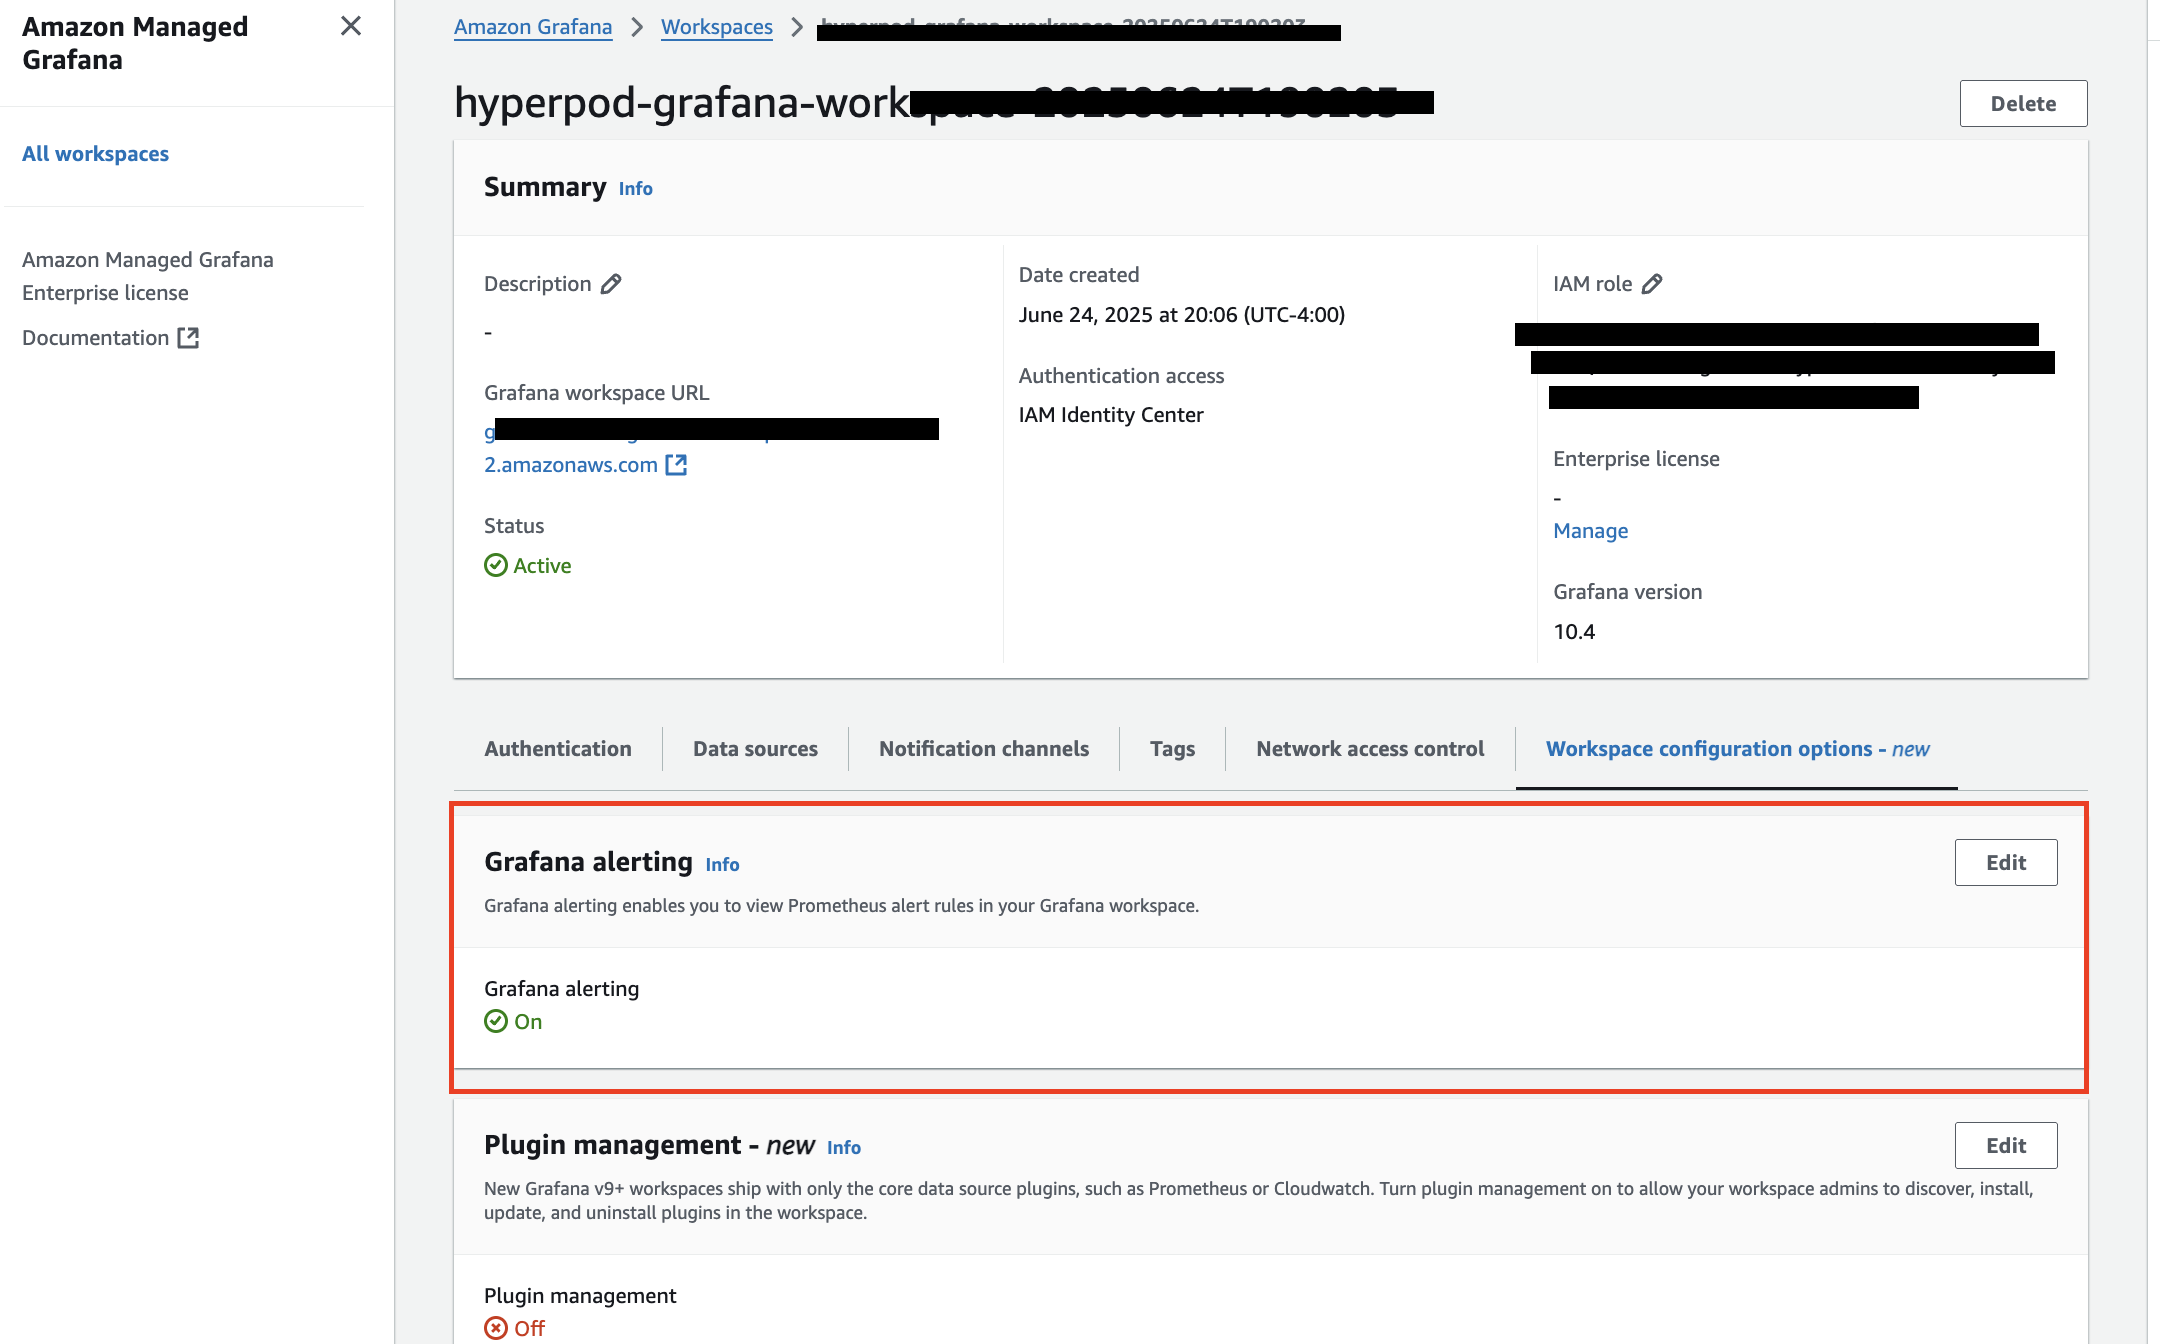 Amazon Managed
Grafana
All workspaces
Amazon Managed Grafana
Enterprise license
Documentation
Amazon Grafana
Workspaces
hyperpod-grafana-work
Delete
Summary Info
Description
-
Grafana workspace URL
g
2.amazonaws.com
Status
Active
Date created
June 24, 2025 at 20:06 (UTC-4:00)
Authentication access
IAM Identity Center
IAM role
Enterprise license
-
Manage
Grafana version
10.4
Authentication
Data sources
Notification channels
Tags
Network access control
Workspace configuration options - new
Grafana alerting Info
Edit
Grafana alerting enables you to view Prometheus alert rules in your Grafana workspace.
Grafana alerting
On
Plugin management - new Info
Edit
New Grafana v9+ workspaces ship with only the core data source plugins, such as Prometheus or Cloudwatch. Turn plugin management on to allow your workspace admins to discover, install,
update, and uninstall plugins in the workspace.
Plugin management
Off